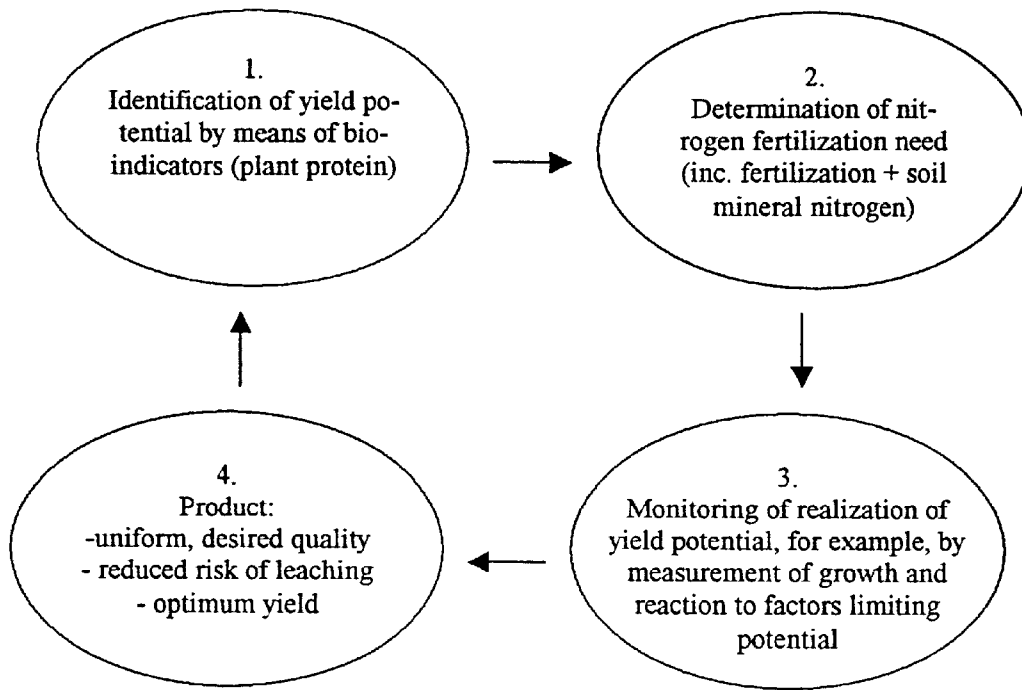 1.
Identification of yield po-
tential by means of bio-
indicators (plant protein)
2.
Determination of nit-
rogen fertilization need
(inc. fertilization + soil
mineral nitrogen)
3.
Monitoring of realization of
yield potential, for example, by
measurement of growth and
reaction to factors limiting
potential
4.
Product:
-uniform, desired quality
- reduced risk of leaching
- optimum yield